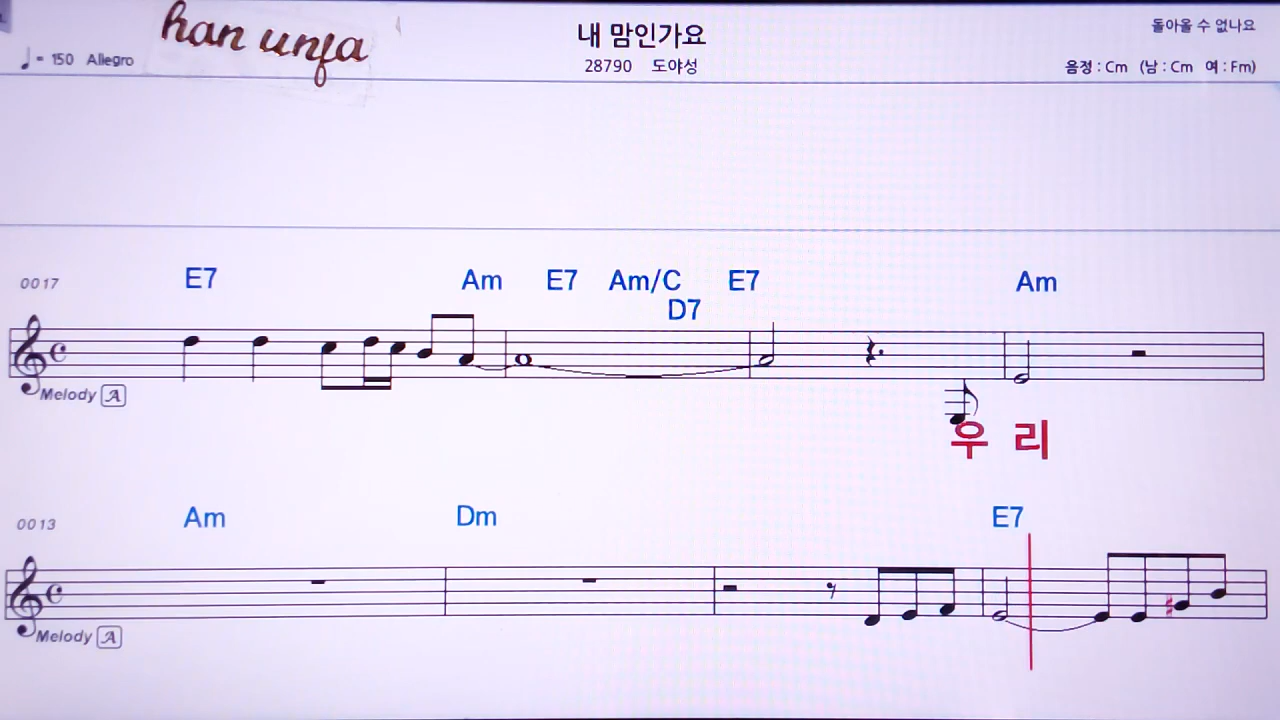 han unfa
내 맘인가요
돌아올 수 없나요
♩= 150 Allegro
28790 도야성
음정 : Cm (남 : Cm 여 : Fm)
0017
E7 Am E7 Am/C E7 Am
D7
Melody A
우 리
0013
Am Dm E7
Melody A